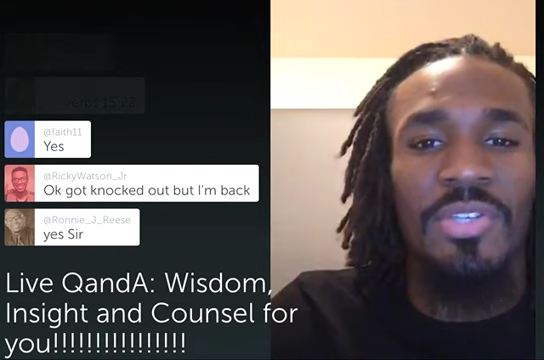 @faith11
Yes
@RickyWatson_Jr
Ok got knocked out but I'm back
@Ronnie_J_Reese
yes Sir
Live QandA: Wisdom,
Insight and Counsel for
you!!!!!!!!!!!!!!!!!